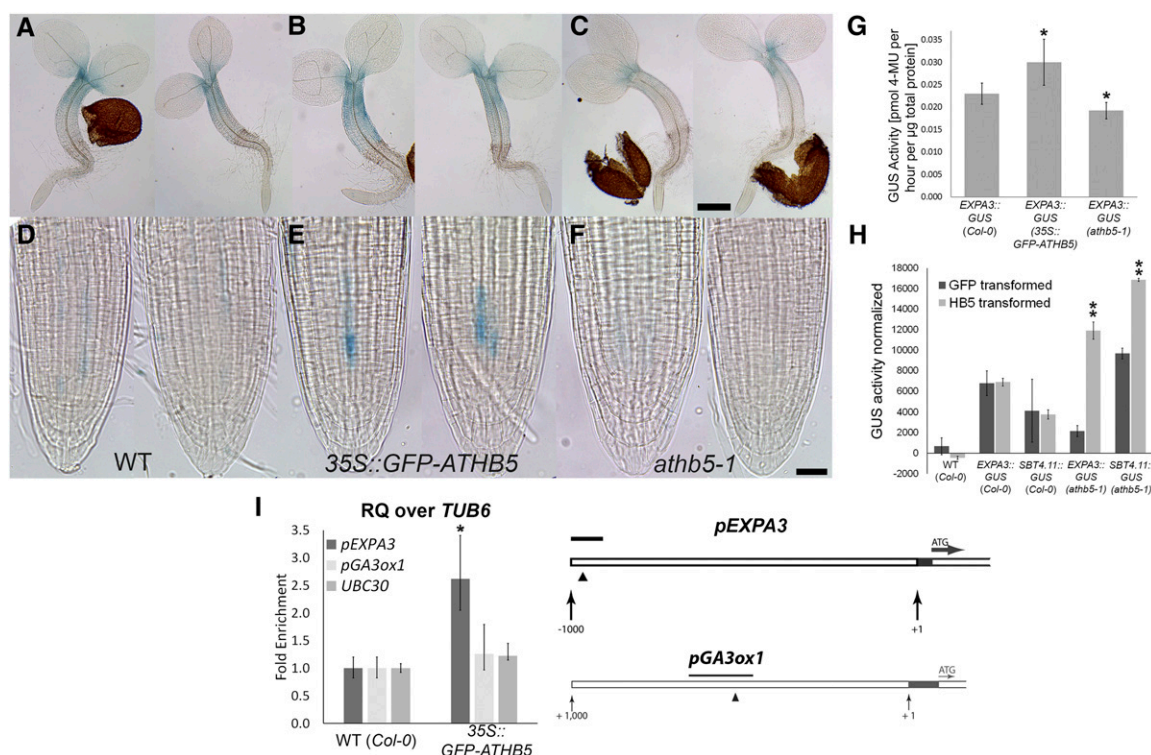 A
B
C
D
E
F
WT
35S::GFP-ATHB5
athb5-1
G
GUS Activity [pmol 4-MU per
hour per µg total protein]
0.035
0.030
0.025
0.020
0.015
0.010
0.005
0.000
*
*
EXPA3::
GUS
(Col-0)
EXPA3::
GUS
(35S::
GFP-ATHB5)
EXPA3::
GUS
(athb5-1)
H
GUS activity normalized
18000
16000
14000
12000
10000
8000
6000
4000
2000
0
-2000
GFP transformed
HB5 transformed
**
**
WT
(Col-0)
EXPA3::
GUS
(Col-0)
SBT4.11::
GUS
(Col-0)
EXPA3::
GUS
(athb5-1)
SBT4.11::
GUS
(athb5-1)
I
RQ over TUB6
Fold Enrichment
3.5
3.0
2.5
2.0
1.5
1.0
0.5
0.0
pEXPA3
pGA3ox1
UBC30
*
WT (Col-0)
35S::
GFP-ATHB5
pEXPA3
ATG
-1000
+1
pGA3ox1
ATG
+1,000
+1